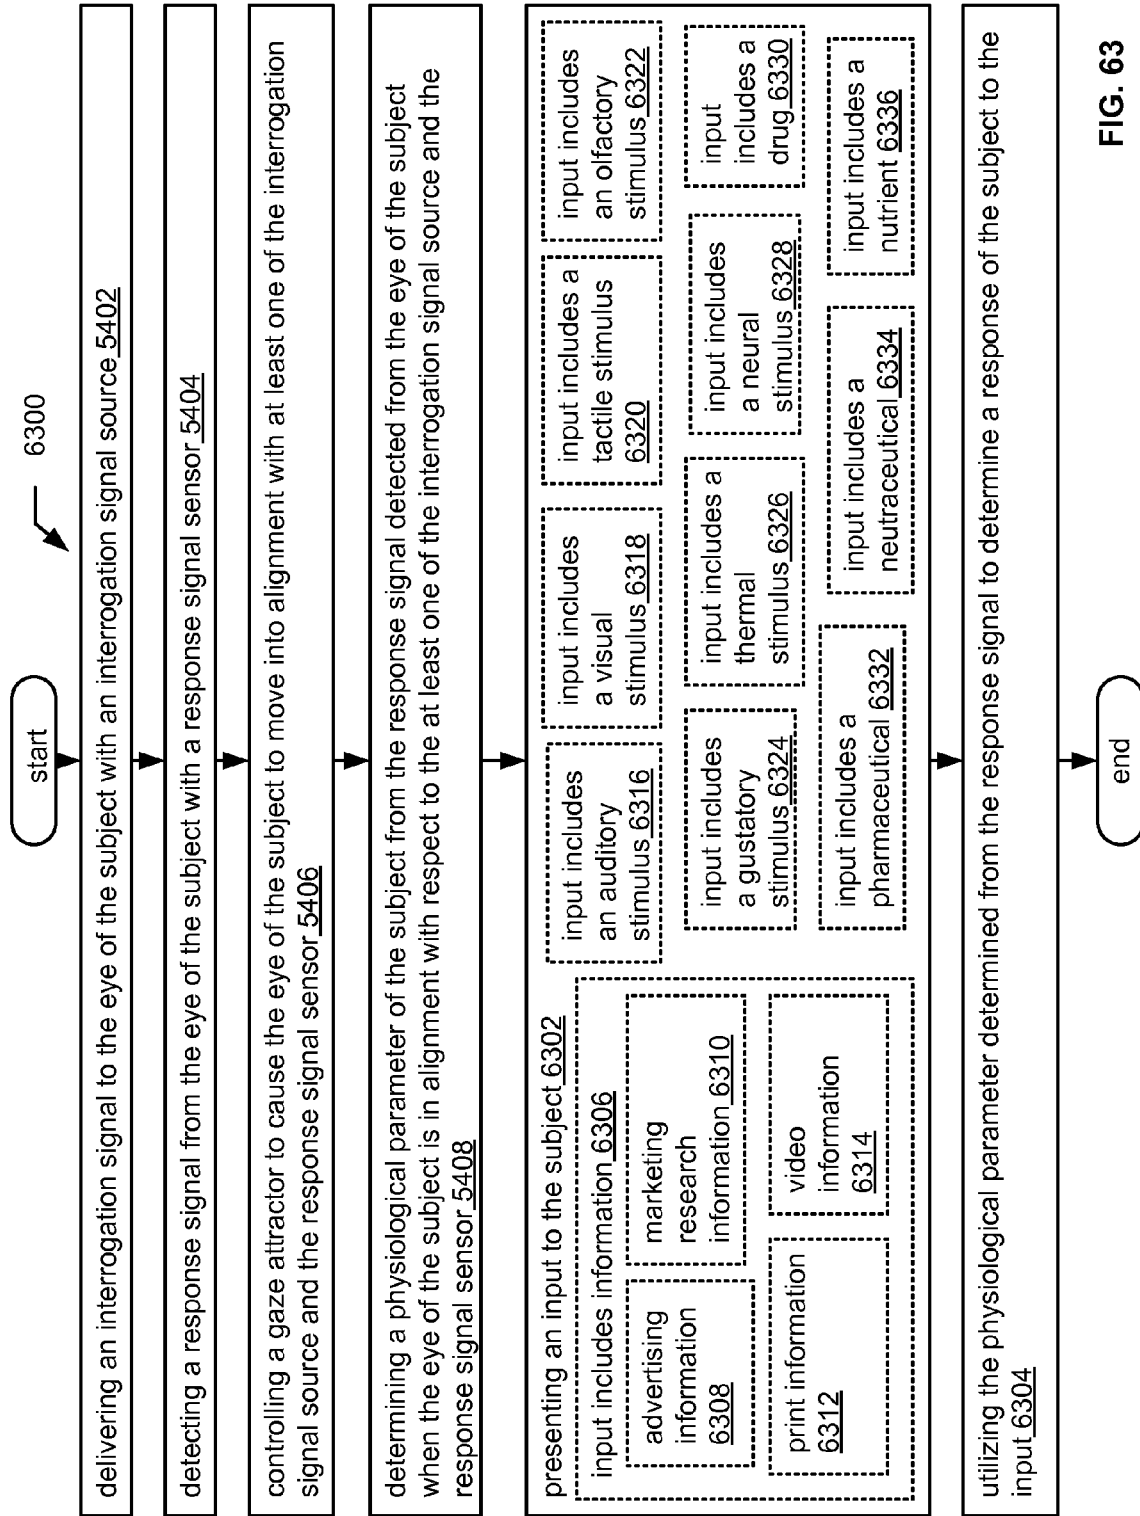 6300
start
delivering an interrogation signal to the eye of the subject with an interrogation signal source 5402
detecting a response signal from the eye of the subject with a response signal sensor 5404
controlling a gaze attractor to cause the eye of the subject to move into alignment with at least one of the interrogation
signal source and the response signal sensor 5406
determining a physiological parameter of the subject from the response signal detected from the eye of the subject
when the eye of the subject is in alignment with respect to the at least one of the interrogation signal source and the
response signal sensor 5408
presenting an input to the subject 6302
input includes information 6306
advertising
information
6308
marketing
research
information 6310
print information
6312
video
information
6314
input includes
an auditory
stimulus 6316
input includes
a visual
stimulus 6318
input includes a
tactile stimulus
6320
input includes
an olfactory
stimulus 6322
input includes
a gustatory
stimulus 6324
input includes a
thermal
stimulus 6326
input includes
a neural
stimulus 6328
input
includes a
drug 6330
input includes a
pharmaceutical 6332
input includes a
neutraceutical 6334
input includes a
nutrient 6336
utilizing the physiological parameter determined from the response signal to determine a response of the subject to the
input 6304
end
FIG. 63